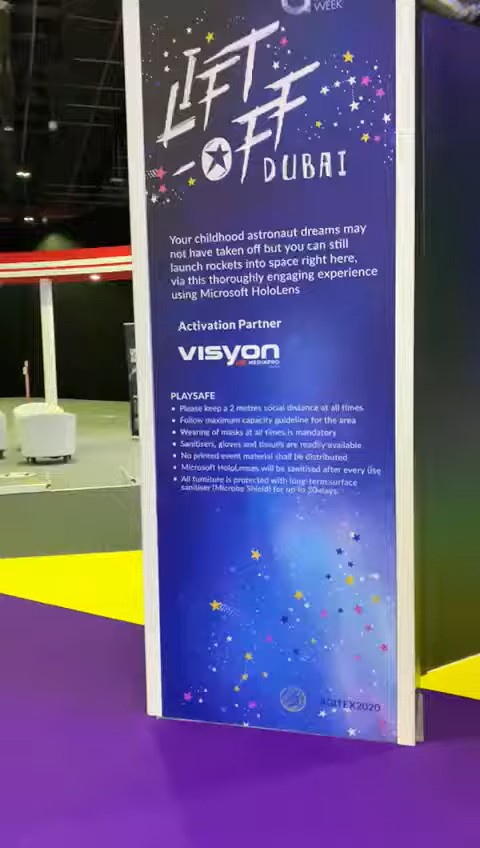 WEEK
LIFT
-OFF
DUBAI
Your childhood astronaut dreams may
not have taken off but you can still
launch rockets into space right here,
via this thoroughly engaging experience
using Microsoft HoloLens
Activation Partner
VISYON
MEDIAPRO
PLAYSAFE
• Please keep a 2 metres social distance at all times
• Follow maximum capacity guideline for the area
• Wearing of masks at all times is mandatory
• Sanitisers, gloves and tissues are readily available
• No printed event material shall be distributed
• Microsoft HoloLenses will be sanitised after every use
• All furniture is protected with long-term surface
sanitiser (Microbe Shield) for up to 30 days.
#GITEX2020